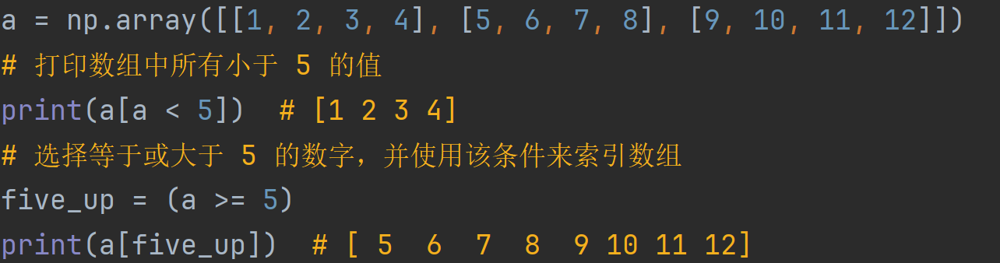 a = np.array([[1, 2, 3, 4], [5, 6, 7, 8], [9, 10, 11, 12]])
# 打印数组中所有小于 5 的值
print(a[a < 5])  # [1 2 3 4]
# 选择等于或大于 5 的数字，并使用该条件来索引数组
five_up = (a >= 5)
print(a[five_up])  # [ 5  6  7  8  9 10 11 12]